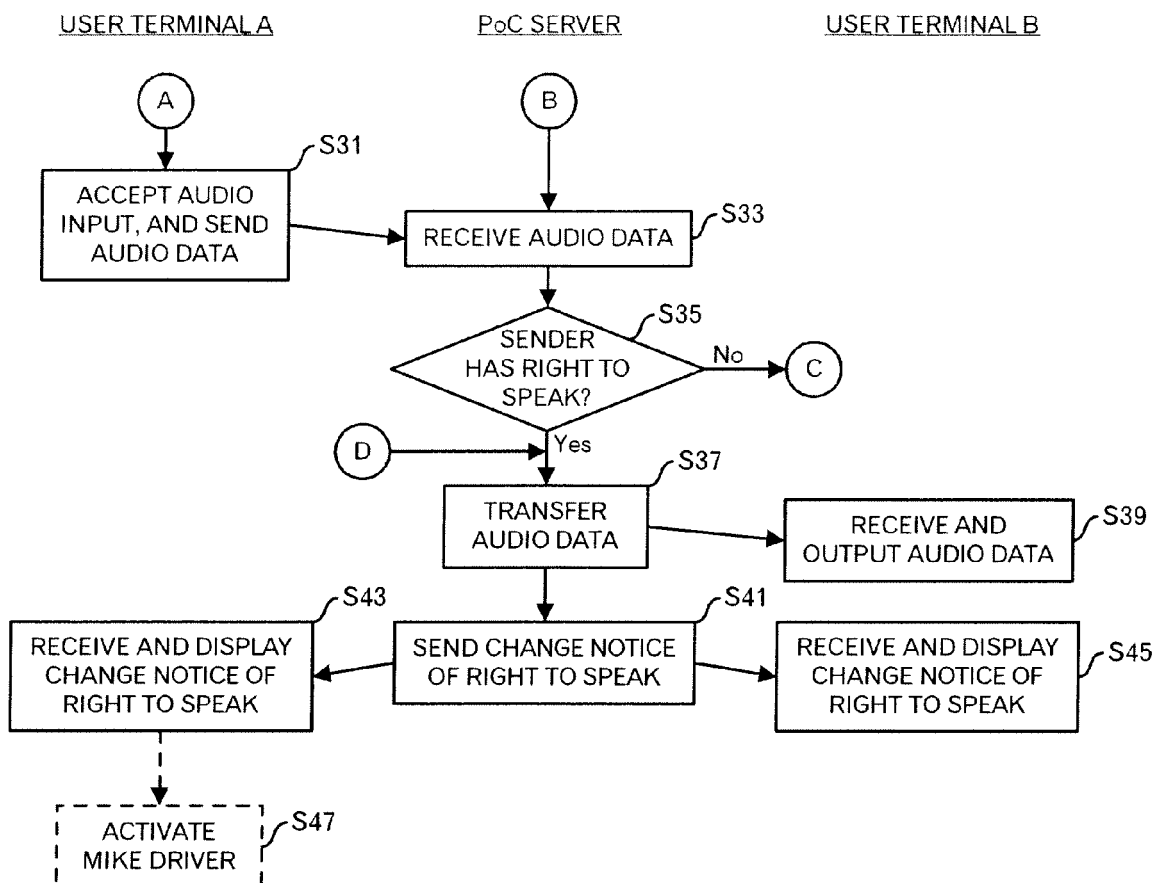 USER TERMINAL A
PoC SERVER
USER TERMINAL B
A
B
S31
ACCEPT AUDIO
INPUT, AND SEND
AUDIO DATA
S33
RECEIVE AUDIO DATA
S35
SENDER
HAS RIGHT TO
SPEAK?
No
C
D
Yes
S37
TRANSFER
AUDIO DATA
S39
RECEIVE AND
OUTPUT AUDIO DATA
S43
RECEIVE AND DISPLAY
CHANGE NOTICE OF
RIGHT TO SPEAK
S41
SEND CHANGE NOTICE
OF RIGHT TO SPEAK
S45
RECEIVE AND DISPLAY
CHANGE NOTICE OF
RIGHT TO SPEAK
S47
ACTIVATE
MIKE DRIVER